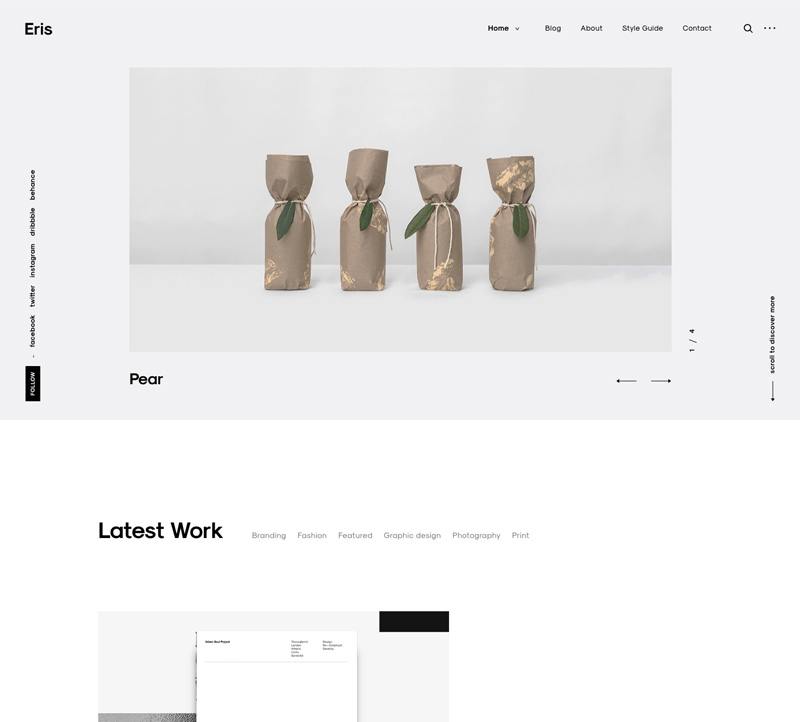 Eris
Home
Blog
About
Style Guide
Contact
behance
dribbble
instagram
twitter
facebook
FOLLOW
1 / 4
scroll to discover more
Pear
Latest Work
Branding
Fashion
Featured
Graphic design
Photography
Print